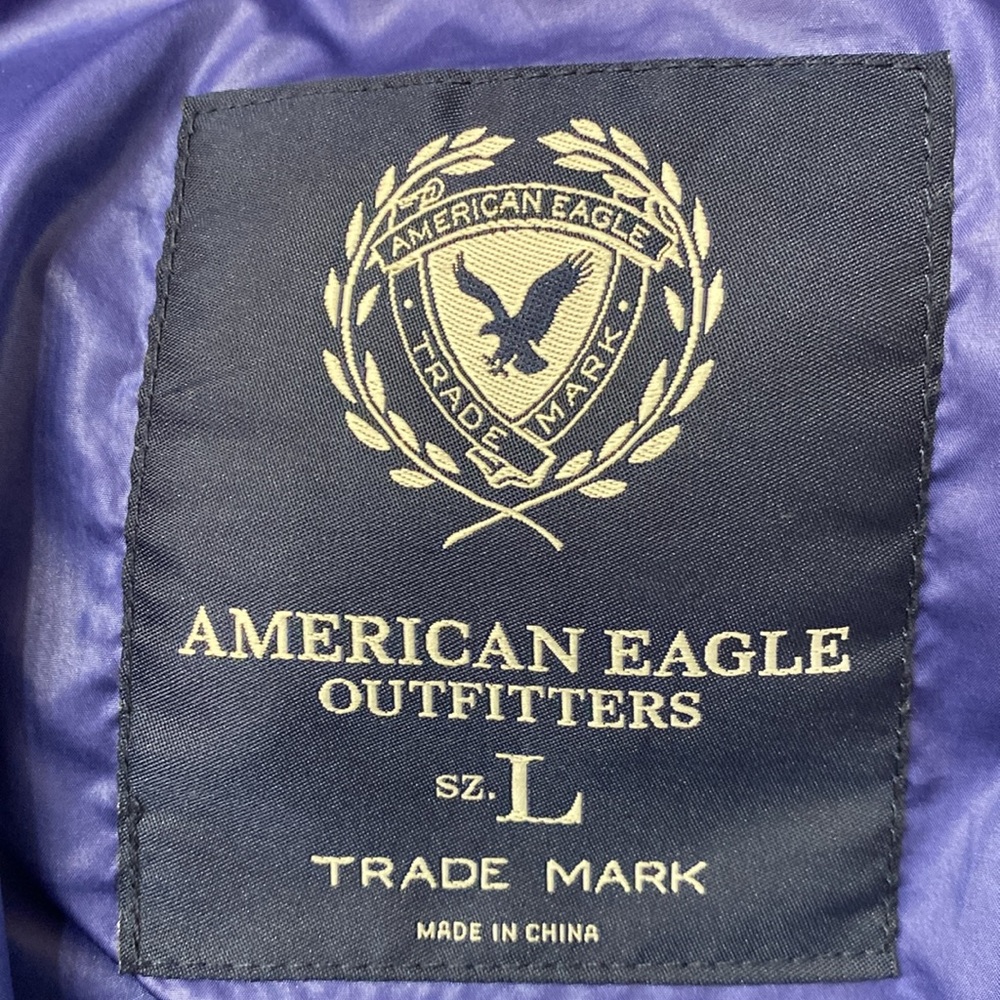 AMERICAN EAGLE
TRADE MARK
AMERICAN EAGLE
OUTFITTERS
SZ. L
TRADE MARK
MADE IN CHINA